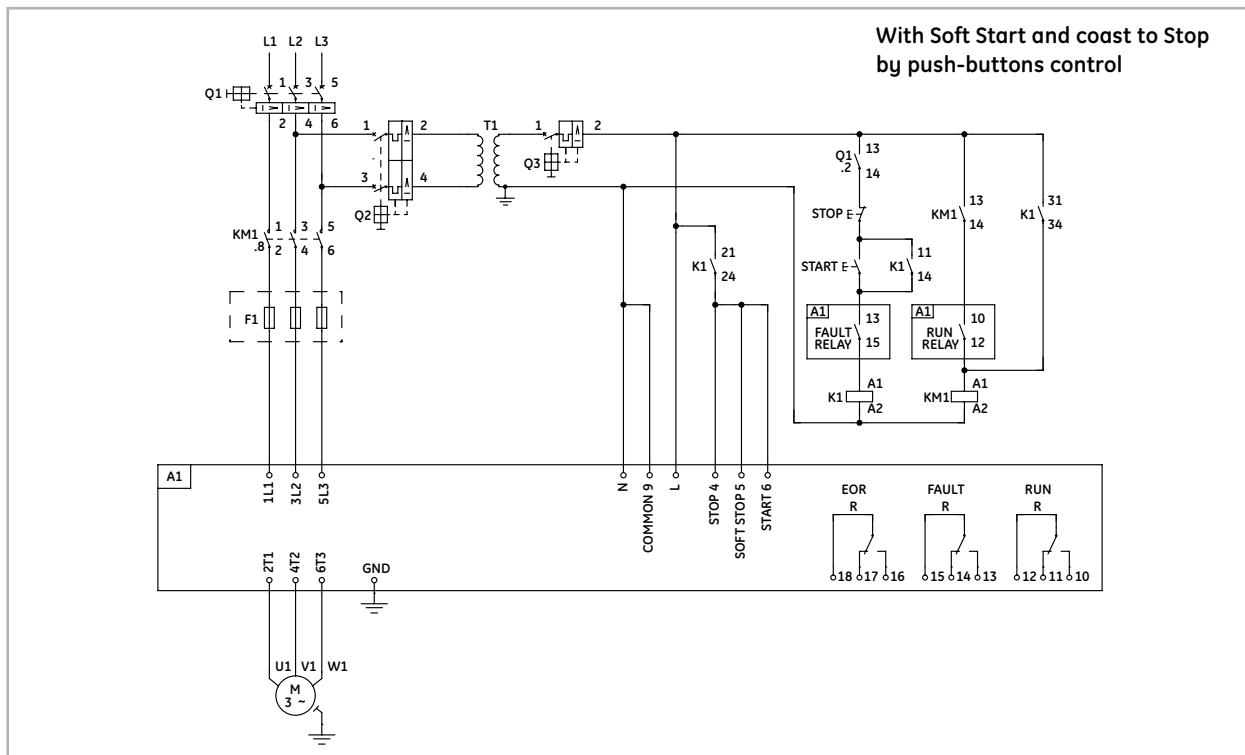 With Soft Start and coast to Stop
by push-buttons control
L1 L2 L3
Q1
1 3 5
2 4 6
1 2
3 4
Q2
T1
1 2
Q3
Q1
.2
13
14
STOP E
START E
K1
11
14
A1
FAULT
RELAY
13
15
K1
A1
A2
KM1
13
14
A1
RUN
RELAY
10
12
KM1
A1
A2
K1
31
34
K1
21
24
KM1
.8
1 3 5
2 4 6
F1
A1
1L1
3L2
5L3
N
COMMON 9
L
STOP 4
SOFT STOP 5
START 6
EOR
R
18 17 16
FAULT
R
15 14 13
RUN
R
12 11 10
2T1
4T2
6T3
GND
U1 V1 W1
M
3 ~